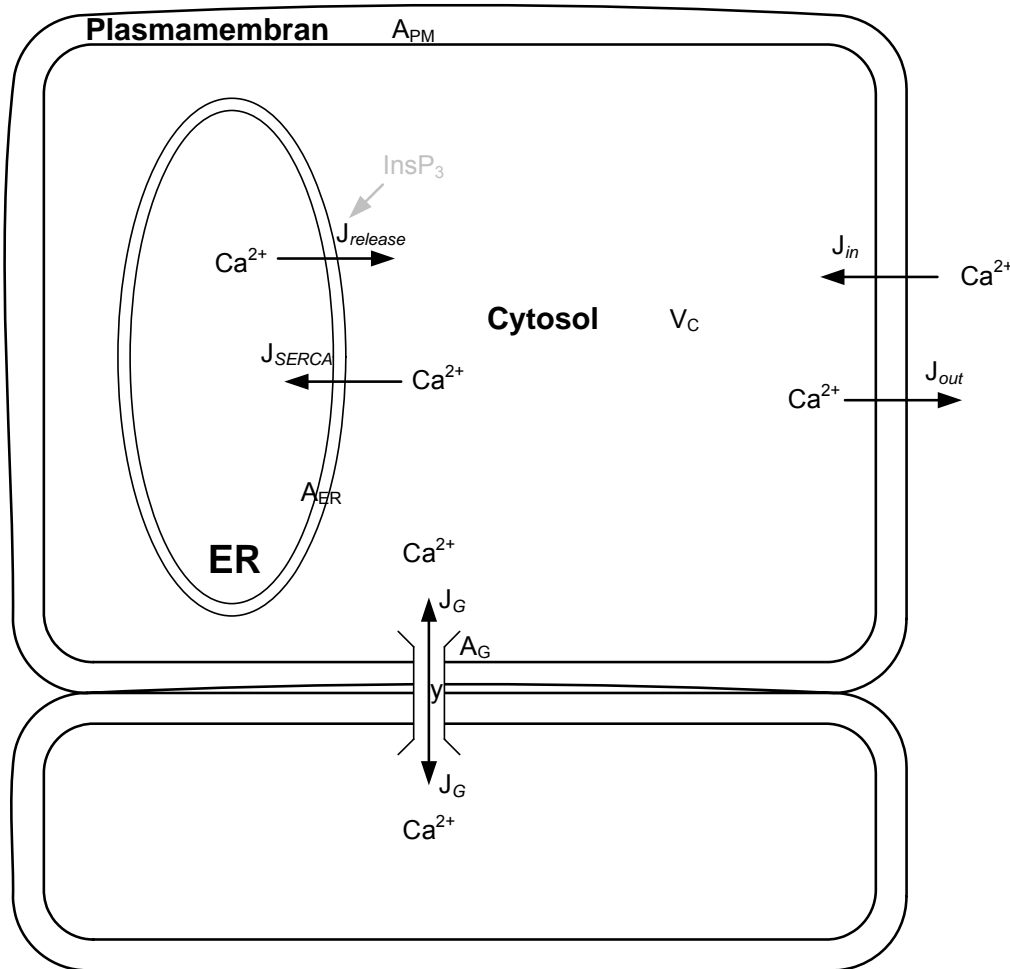 Plasmamembran A_PM
InsP₃
J_release
Ca²⁺
J_in
Ca²⁺
Cytosol V_C
J_SERCA
Ca²⁺
J_out
Ca²⁺
A_ER
ER
Ca²⁺
J_G
A_G
y
J_G
Ca²⁺